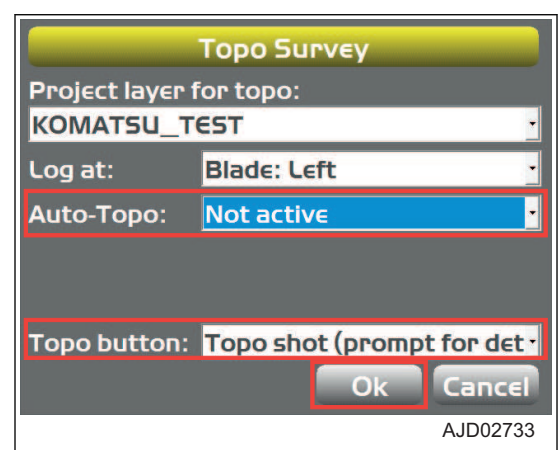 Topo Survey
Project layer for topo:
KOMATSU_TEST
Log at: Blade: Left
Auto-Topo: Not active
Topo button: Topo shot (prompt for det
Ok Cancel
AJD02733